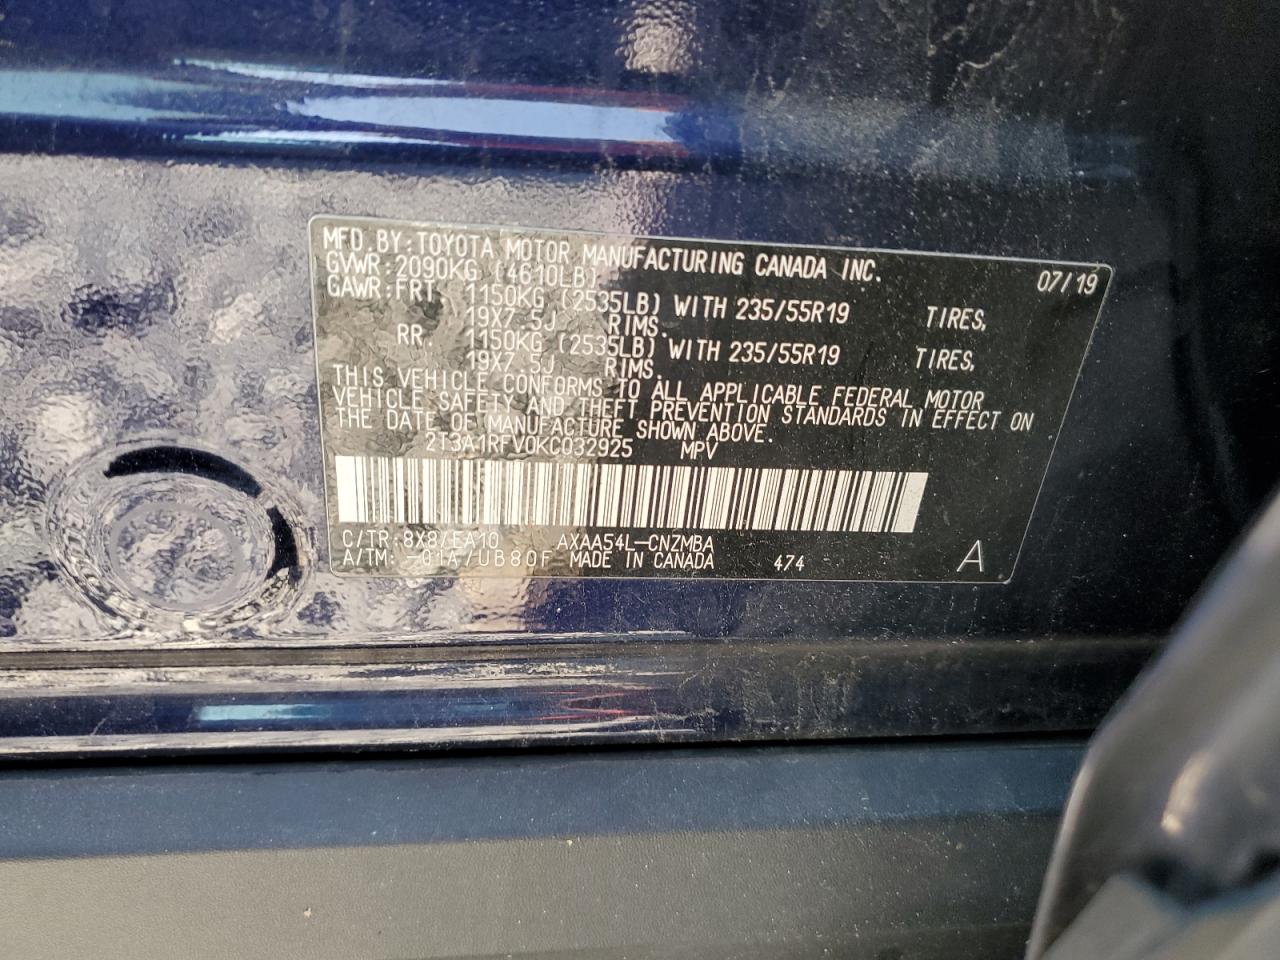 MFD.BY:TOYOTA MOTOR MANUFACTURING CANADA INC. 07/19
GVWR:2090KG (4610LB)
GAWR:FRT. 1150KG (2535LB) WITH 235/55R19 TIRES,
19X7.5J RIMS.
RR. 1150KG (2535LB) WITH 235/55R19 TIRES,
19X7.5J RIMS.
THIS VEHICLE CONFORMS TO ALL APPLICABLE FEDERAL MOTOR
VEHICLE SAFETY AND THEFT PREVENTION STANDARDS IN EFFECT ON
THE DATE OF MANUFACTURE SHOWN ABOVE.
2T3A1RFV0KC032925 MPV
C/TR:8X8/EA10 AXAA54L-CNZMBA
A/TM:-01A/UB80F MADE IN CANADA 474 A